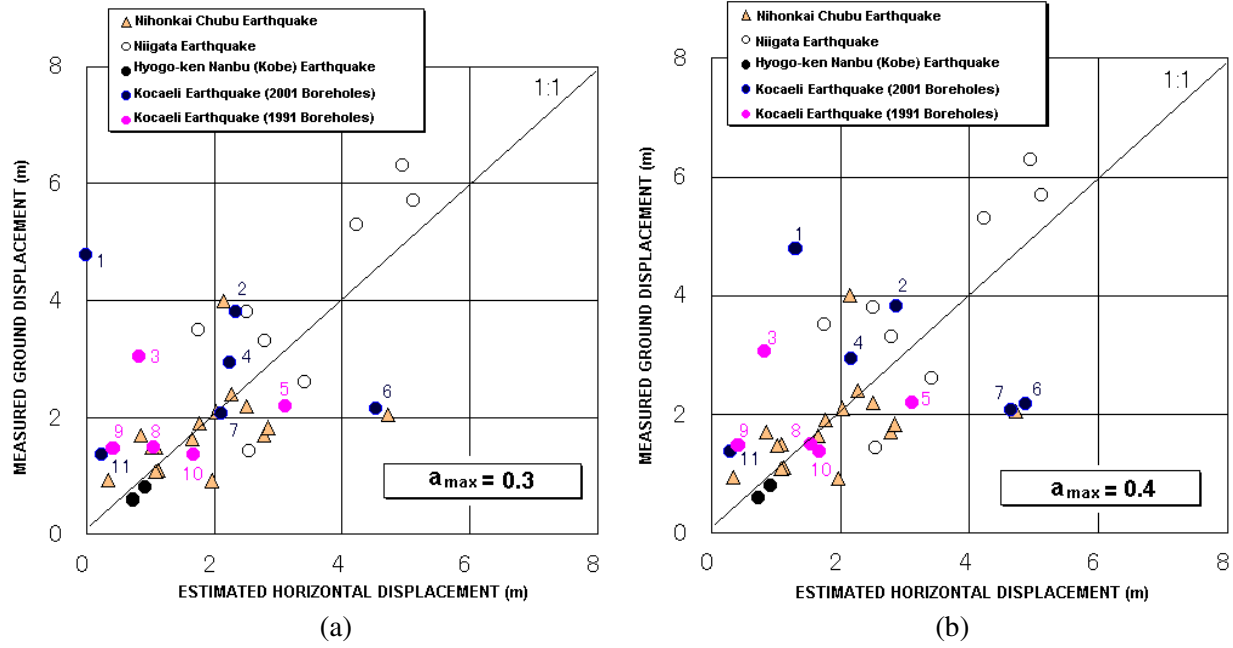 Nihonkai Chubu Earthquake
Niigata Earthquake
Hyogo-ken Nanbu (Kobe) Earthquake
Kocaeli Earthquake (2001 Boreholes)
Kocaeli Earthquake (1991 Boreholes)
8
1:1
6
MEASURED GROUND DISPLACEMENT (m)
1
2
4
3
4
5
6
2
7
9
8
11
10
a max = 0.3
0
0
2
4
6
8
ESTIMATED HORIZONTAL DISPLACEMENT (m)
(a)
Nihonkai Chubu Earthquake
Niigata Earthquake
Hyogo-ken Nanbu (Kobe) Earthquake
Kocaeli Earthquake (2001 Boreholes)
Kocaeli Earthquake (1991 Boreholes)
8
1:1
6
MEASURED GROUND DISPLACEMENT (m)
1
2
4
3
4
5
7
6
2
9
8
11
10
a max = 0.4
0
0
2
4
6
8
ESTIMATED HORIZONTAL DISPLACEMENT (m)
(b)